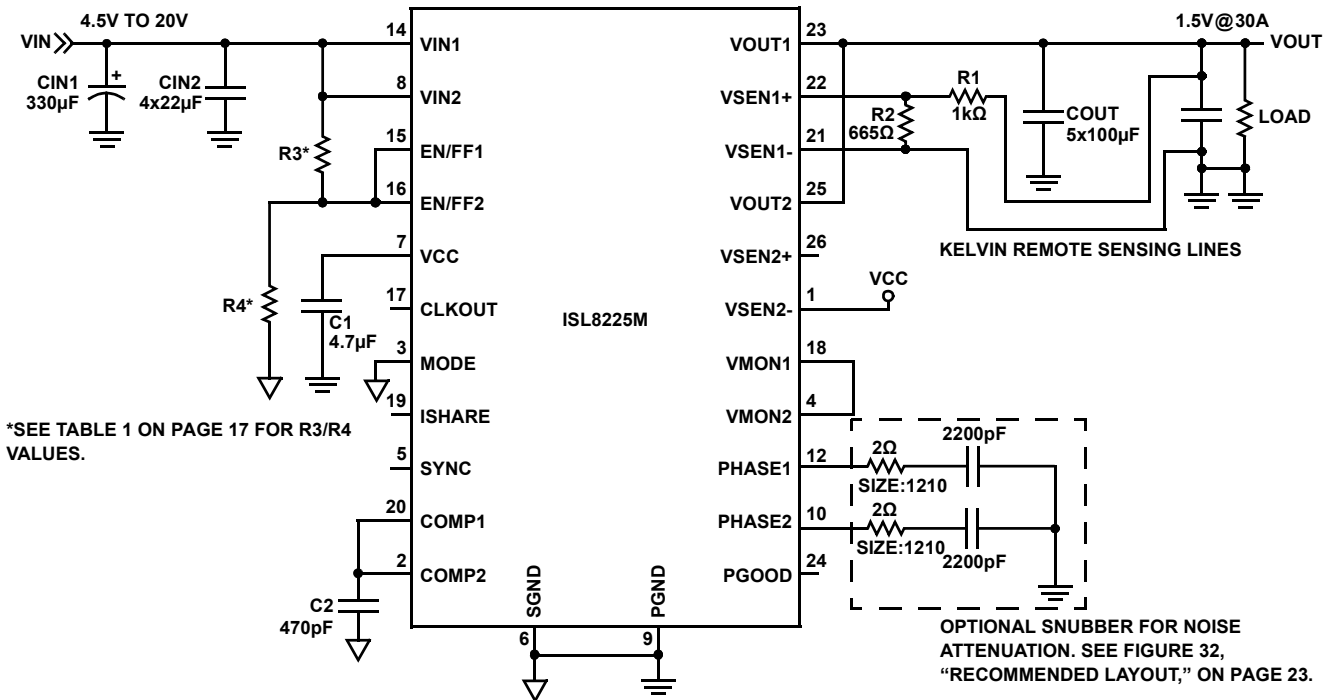 4.5V TO 20V
VIN
CIN1
330µF
+
CIN2
4x22µF
R3*
R4*
C1
4.7µF
*SEE TABLE 1 ON PAGE 17 FOR R3/R4
VALUES.
C2
470pF
14
VIN1
8
VIN2
15
EN/FF1
16
EN/FF2
7
VCC
17
CLKOUT
3
MODE
19
ISHARE
5
SYNC
20
COMP1
2
COMP2
ISL8225M
SGND
6
PGND
9
VOUT1
23
VSEN1+
22
VSEN1-
21
VOUT2
25
VSEN2+
26
VSEN2-
1
VMON1
18
VMON2
4
PHASE1
12
PHASE2
10
PGOOD
24
1.5V@30A
VOUT
R1
1kΩ
R2
665Ω
COUT
5x100µF
LOAD
KELVIN REMOTE SENSING LINES
VCC
2200pF
2Ω
SIZE:1210
2Ω
SIZE:1210
2200pF
OPTIONAL SNUBBER FOR NOISE
ATTENUATION. SEE FIGURE 32,
“RECOMMENDED LAYOUT,” ON PAGE 23.